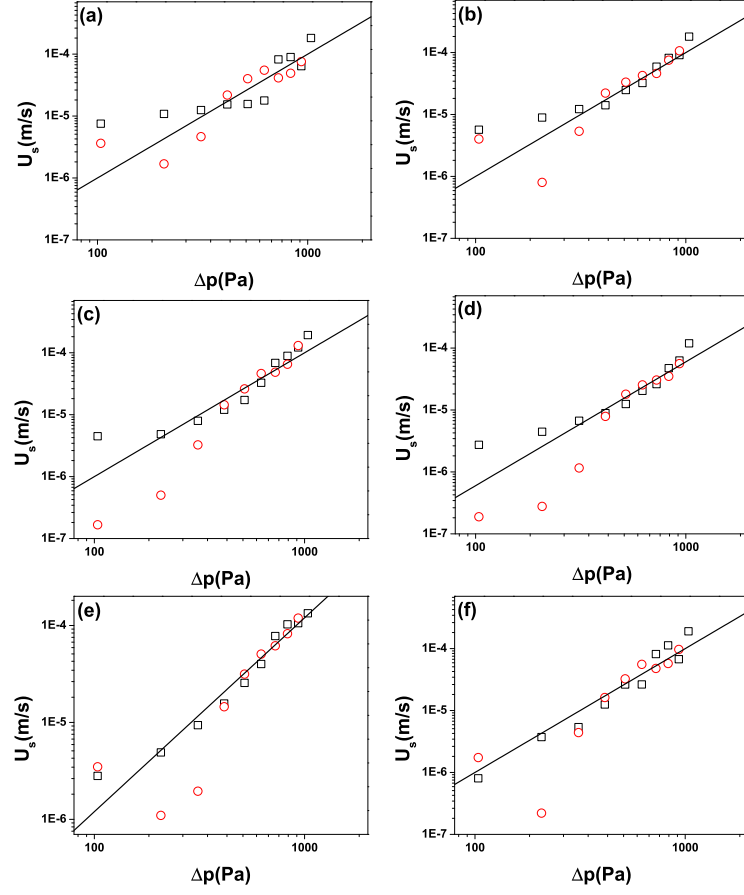 (a)
1E-4
1E-5
1E-6
1E-7
U_s(m/s)
100
1000
Δp(Pa)
(b)
1E-4
1E-5
1E-6
1E-7
U_s(m/s)
100
1000
Δp(Pa)
(c)
1E-4
1E-5
1E-6
1E-7
U_s(m/s)
100
1000
Δp(Pa)
(d)
1E-4
1E-5
1E-6
1E-7
U_s(m/s)
100
1000
Δp(Pa)
(e)
1E-4
1E-5
1E-6
U_s(m/s)
100
1000
Δp(Pa)
(f)
1E-4
1E-5
1E-6
1E-7
U_s(m/s)
100
1000
Δp(Pa)